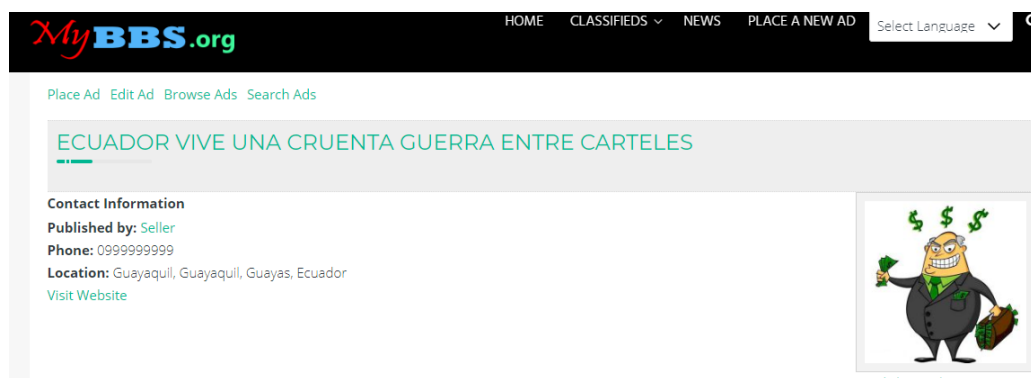 MyBBS.org
HOME CLASSIFIEDS NEWS PLACE A NEW AD Select Language
Place Ad Edit Ad Browse Ads Search Ads
ECUADOR VIVE UNA CRUENTA GUERRA ENTRE CARTELES
Contact Information
Published by: Seller
Phone: 0999999999
Location: Guayaquil, Guayaquil, Guayas, Ecuador
Visit Website
$ $ $